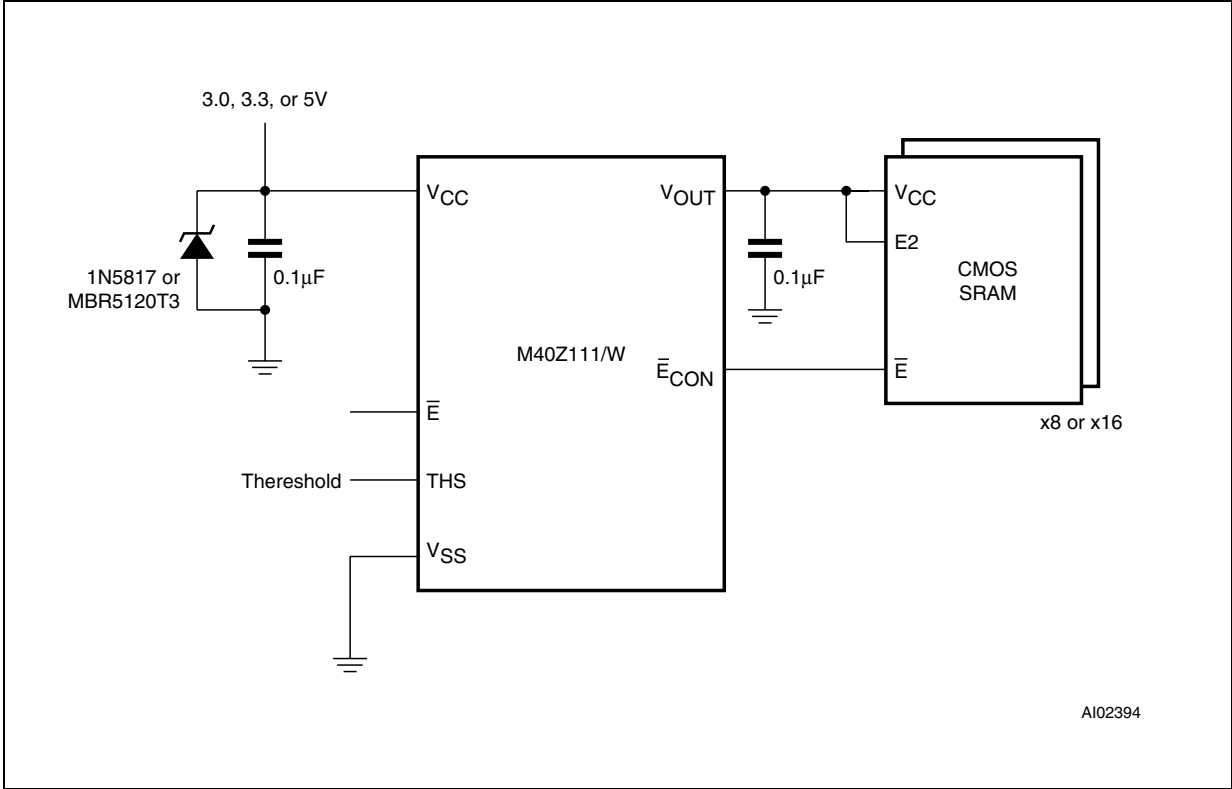 3.0, 3.3, or 5V
VCC
VOUT
VCC
E2
1N5817 or
MBR5120T3
0.1μF
0.1μF
CMOS
SRAM
M40Z111/W
E̅CON
E̅
E̅
x8 or x16
Thereshold
THS
VSS
AI02394